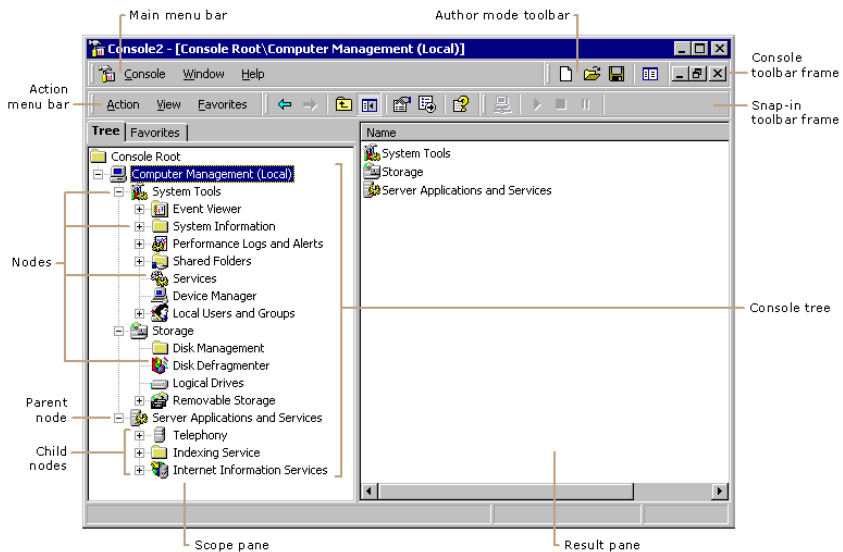 Main menu bar
Author mode toolbar
Console2 - [Console Root\Computer Management (Local)]
Console
toolbar frame
Console Window Help
Action
menu bar
Action View Favorites
Snap-in
toolbar frame
Tree Favorites
Name
Console Root
Computer Management (Local)
System Tools
Event Viewer
System Information
Performance Logs and Alerts
Shared Folders
Services
Device Manager
Local Users and Groups
Storage
Disk Management
Disk Defragmenter
Logical Drives
Removable Storage
Server Applications and Services
Telephony
Indexing Service
Internet Information Services
System Tools
Storage
Server Applications and Services
Nodes
Console tree
Parent
node
Child
nodes
Scope pane
Result pane